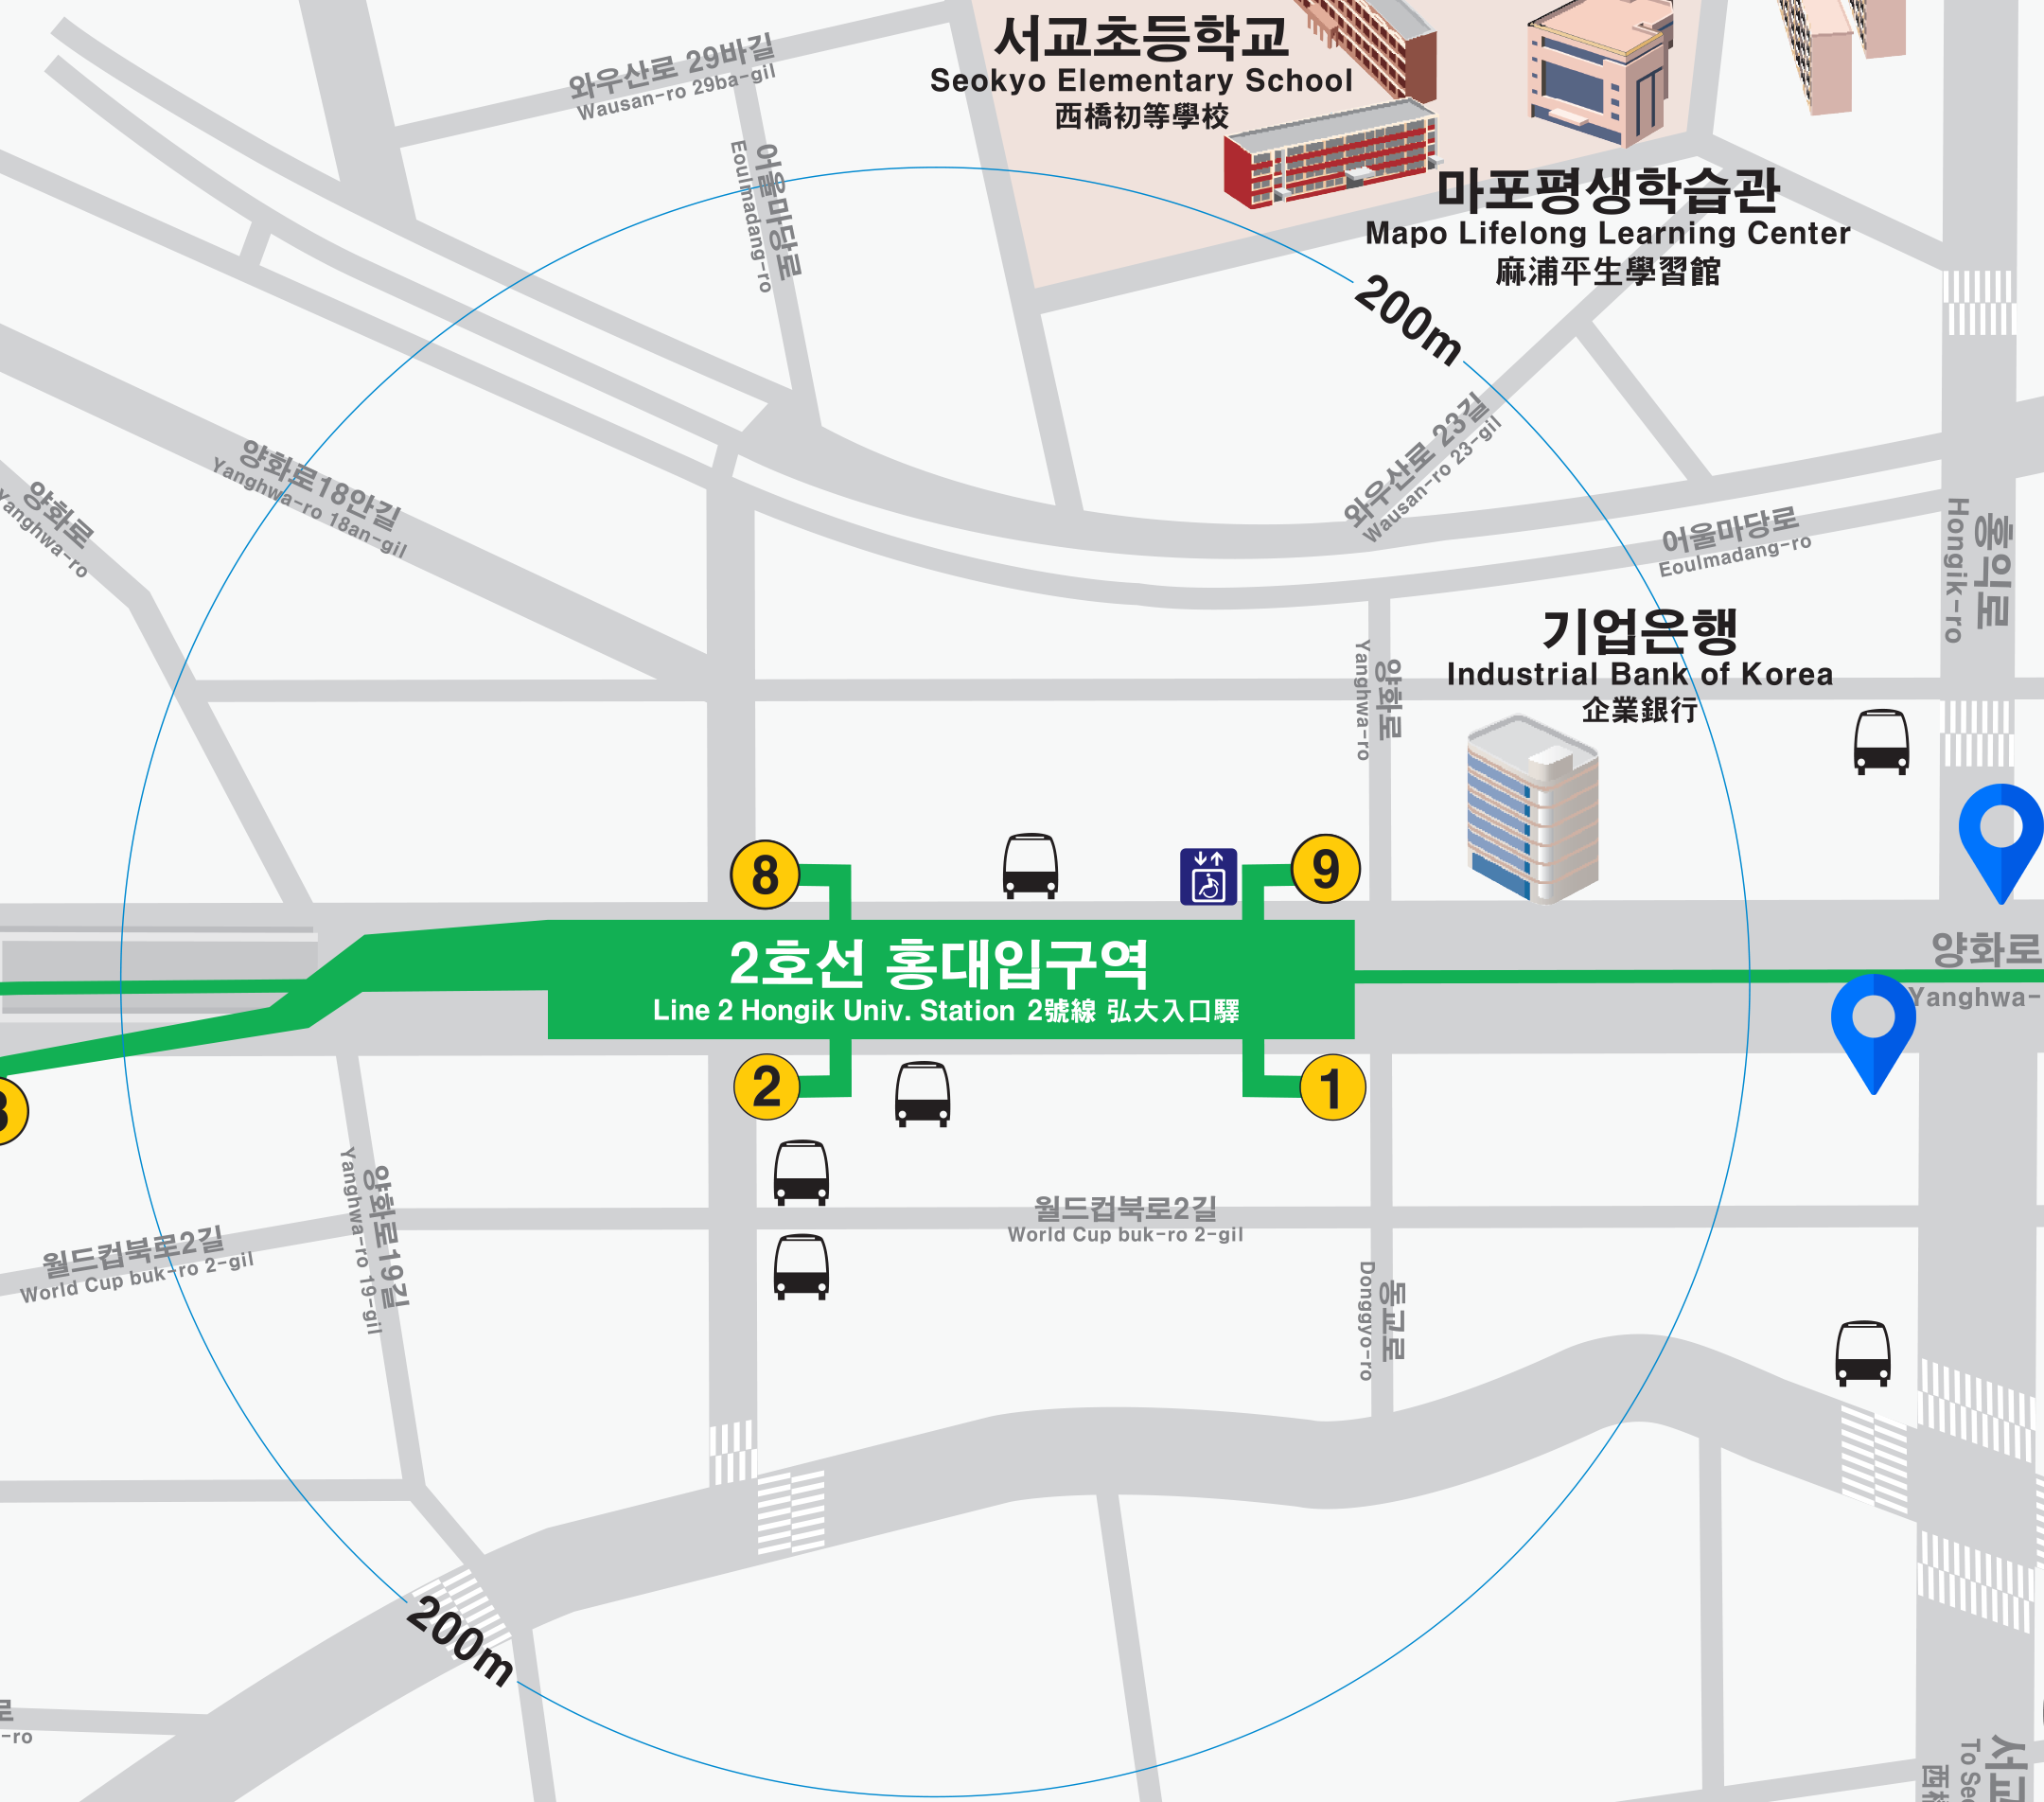 서교초등학교
Seokyo Elementary School
西橋初等學校
와우산로 29바길
Wausan-ro 29ba-gil
어울마당로
Eoulmadang-ro
마포평생학습관
Mapo Lifelong Learning Center
麻浦平生學習館
200m
와우산로 23길
Wausan-ro 23-gil
양화로18안길
Yanghwa-ro 18an-gil
양화로
Yanghwa-ro
어울마당로
Eoulmadang-ro
홍익로
Hongik-ro
기업은행
Industrial Bank of Korea
企業銀行
양화로
Yanghwa-ro
8
9
2호선 홍대입구역
Line 2 Hongik Univ. Station 2號線 弘大入口驛
양화로
Yanghwa-
2
1
양화로19길
Yanghwa-ro 19-gil
월드컵북로2길
World Cup buk-ro 2-gil
월드컵북로2길
World Cup buk-ro 2-gil
동교로
Donggyo-ro
200m
로
-ro
서교
To Seo
西橋